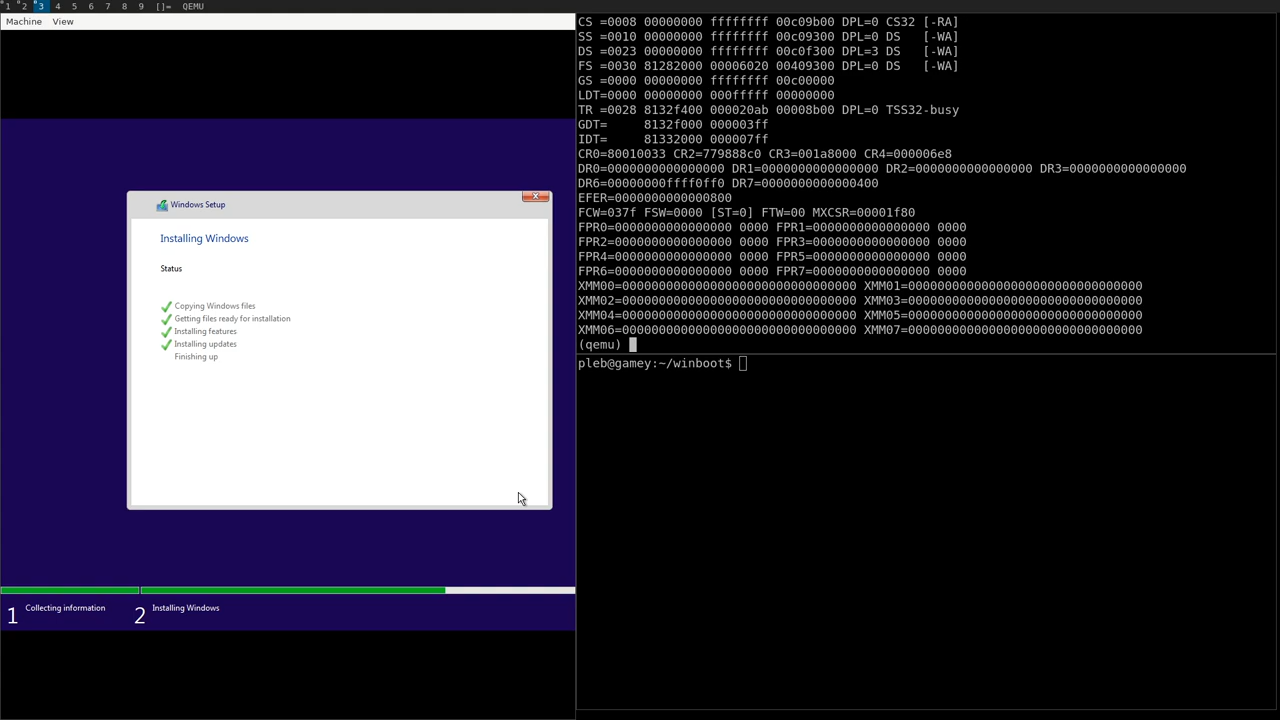 1 2 3 4 5 6 7 8 9 []= QEMU
Machine View
Windows Setup
Installing Windows
Status
Copying Windows files
Getting files ready for installation
Installing features
Installing updates
Finishing up
1 Collecting information 2 Installing Windows
CS =0008 00000000 ffffffff 00c09b00 DPL=0 CS32 [-RA]
SS =0010 00000000 ffffffff 00c09300 DPL=0 DS [-WA]
DS =0023 00000000 ffffffff 00c0f300 DPL=3 DS [-WA]
FS =0030 81282000 00006020 00409300 DPL=0 DS [-WA]
GS =0000 00000000 ffffffff 00c00000
LDT=0000 00000000 000fffff 00000000
TR =0028 8132f400 000020ab 00008b00 DPL=0 TSS32-busy
GDT= 8132f000 000003ff
IDT= 81332000 000007ff
CR0=80010033 CR2=779888c0 CR3=001a8000 CR4=000006e8
DR0=0000000000000000 DR1=0000000000000000 DR2=0000000000000000 DR3=0000000000000000
DR6=00000000ffff0ff0 DR7=0000000000000400
EFER=0000000000000800
FCW=037f FSW=0000 [ST=0] FTW=00 MXCSR=00001f80
FPR0=0000000000000000 0000 FPR1=0000000000000000 0000
FPR2=0000000000000000 0000 FPR3=0000000000000000 0000
FPR4=0000000000000000 0000 FPR5=0000000000000000 0000
FPR6=0000000000000000 0000 FPR7=0000000000000000 0000
XMM00=00000000000000000000000000000000 XMM01=00000000000000000000000000000000
XMM02=00000000000000000000000000000000 XMM03=00000000000000000000000000000000
XMM04=00000000000000000000000000000000 XMM05=00000000000000000000000000000000
XMM06=00000000000000000000000000000000 XMM07=00000000000000000000000000000000
(qemu)
pleb@gamey:~/winboot$